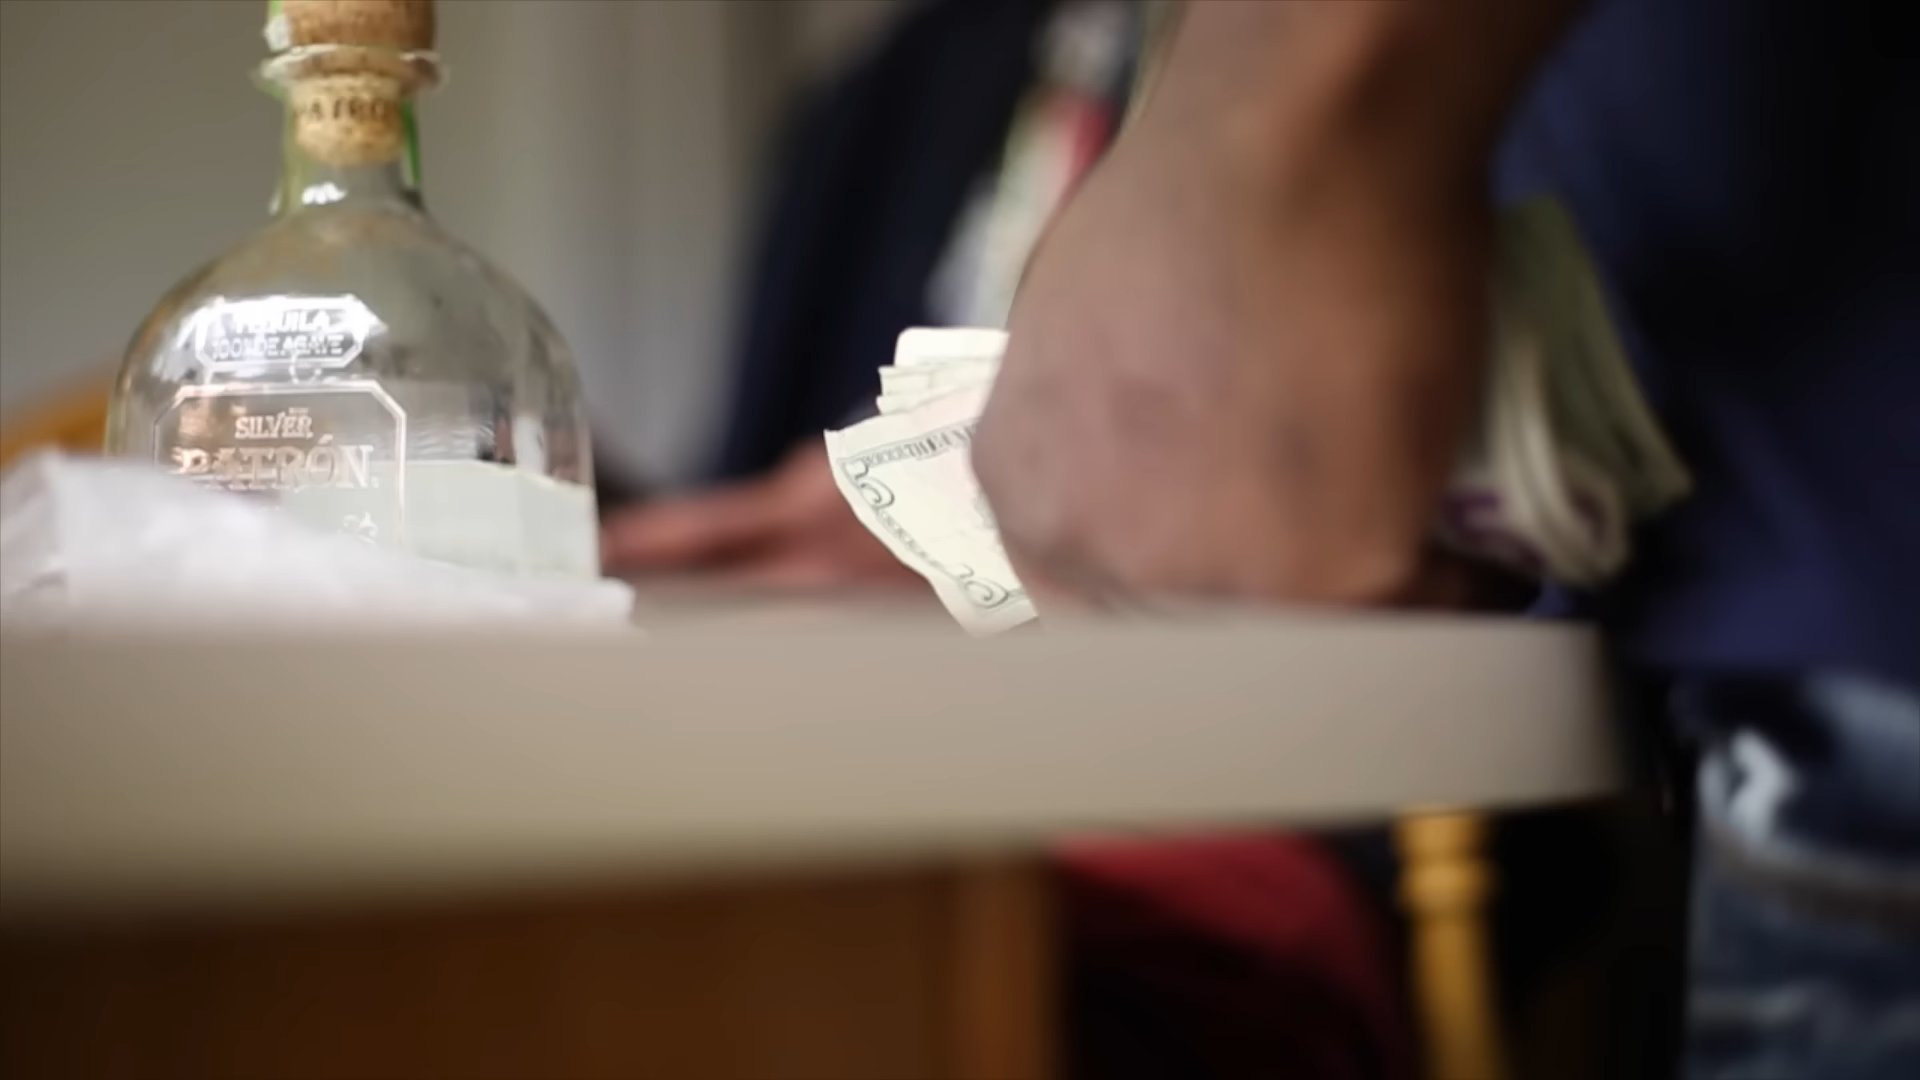 PATRÓN
TEQUILA
100% DE AGAVE
SILVER
PATRÓN